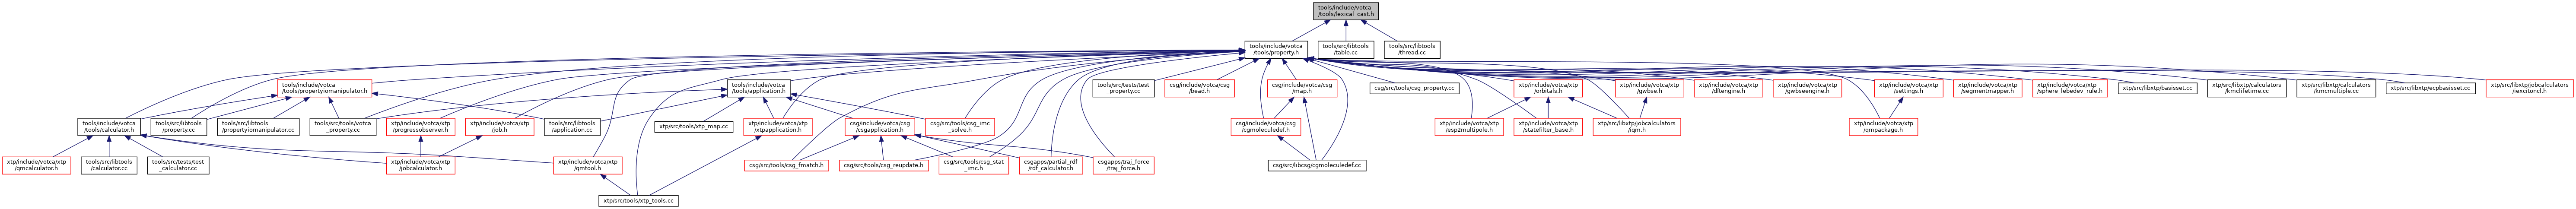 tools/include/votca
/tools/lexical_cast.h
tools/include/votca
/tools/property.h
tools/src/libtools
/table.cc
tools/src/libtools
/thread.cc
tools/include/votca
/tools/propertyiomanipulator.h
tools/include/votca
/tools/application.h
tools/src/tests/test
_property.cc
csg/include/votca/csg
/bead.h
csg/include/votca/csg
/map.h
csg/src/tools/csg_property.cc
xtp/include/votca/xtp
/orbitals.h
xtp/include/votca/xtp
/gwbse.h
xtp/include/votca/xtp
/dftengine.h
xtp/include/votca/xtp
/gwbseengine.h
xtp/include/votca/xtp
/settings.h
xtp/include/votca/xtp
/segmentmapper.h
xtp/include/votca/xtp
/sphere_lebedev_rule.h
xtp/src/libxtp/basisset.cc
xtp/src/libxtp/calculators
/kmclifetime.cc
xtp/src/libxtp/calculators
/kmcmultiple.cc
xtp/src/libxtp/ecpbasisset.cc
xtp/src/libxtp/jobcalculators
/eexcitoncl.h
tools/include/votca
/tools/calculator.h
tools/src/libtools
/property.cc
tools/src/libtools
/propertyiomanipulator.cc
tools/src/tools/votca
_property.cc
xtp/include/votca/xtp
/progressobserver.h
xtp/include/votca/xtp
/job.h
tools/src/libtools
/application.cc
xtp/src/tools/xtp_map.cc
xtp/include/votca/xtp
/xtpapplication.h
csg/include/votca/csg
/csgapplication.h
csg/src/tools/csg_imc
_solve.h
csg/include/votca/csg
/cgmoleculedef.h
xtp/include/votca/xtp
/esp2multipole.h
xtp/include/votca/xtp
/statefilter_base.h
xtp/src/libxtp/jobcalculators
/iqm.h
xtp/include/votca/xtp
/qmpackage.h
xtp/include/votca/xtp
/qmcalculator.h
tools/src/libtools
/calculator.cc
tools/src/tests/test
_calculator.cc
xtp/include/votca/xtp
/jobcalculator.h
xtp/include/votca/xtp
/qmtool.h
csg/src/tools/csg_fmatch.h
csg/src/tools/csg_reupdate.h
csg/src/tools/csg_stat
_imc.h
csgapps/partial_rdf
/rdf_calculator.h
csgapps/traj_force
/traj_force.h
csg/src/libcsg/cgmoleculedef.cc
xtp/src/tools/xtp_tools.cc